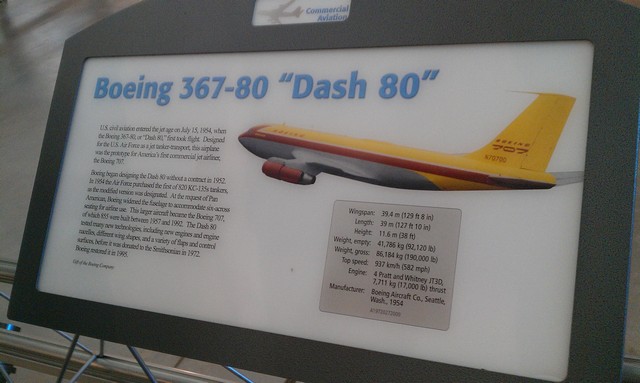 Commercial
Aviation
Boeing 367-80 "Dash 80"
U.S. civil aviation entered the jet age on July 15, 1954, when
the Boeing 367-80, or "Dash 80," first took flight. Designed
for the U.S. Air Force as a jet tanker-transport, this airplane
was the prototype for America's first commercial jet airliner,
the Boeing 707.
Boeing began designing the Dash 80 without a contract in 1952.
In 1954 the Air Force purchased the first of 820 KC-135s tankers,
as the modified version was designated. At the request of Pan
American, Boeing widened the fuselage to accommodate six-across
seating for airline use. This larger aircraft became the Boeing 707,
of which 855 were built between 1957 and 1992. The Dash 80
tested many new technologies, including new engines and engine
nacelles, different wing shapes, and a variety of flaps and control
surfaces, before it was donated to the Smithsonian in 1972.
Boeing restored it in 1995.
Gift of the Boeing Company
BOEING
BOEING
707
N70700
Wingspan: 39.4 m (129 ft 8 in)
Length: 39 m (127 ft 10 in)
Height: 11.6 m (38 ft)
Weight, empty: 41,786 kg (92,120 lb)
Weight, gross: 86,184 kg (190,000 lb)
Top speed: 937 km/h (582 mph)
Engine: 4 Pratt and Whitney JT3D,
7,711 kg (17,000 lb) thrust
Manufacturer: Boeing Aircraft Co., Seattle,
Wash., 1954
A19730272000